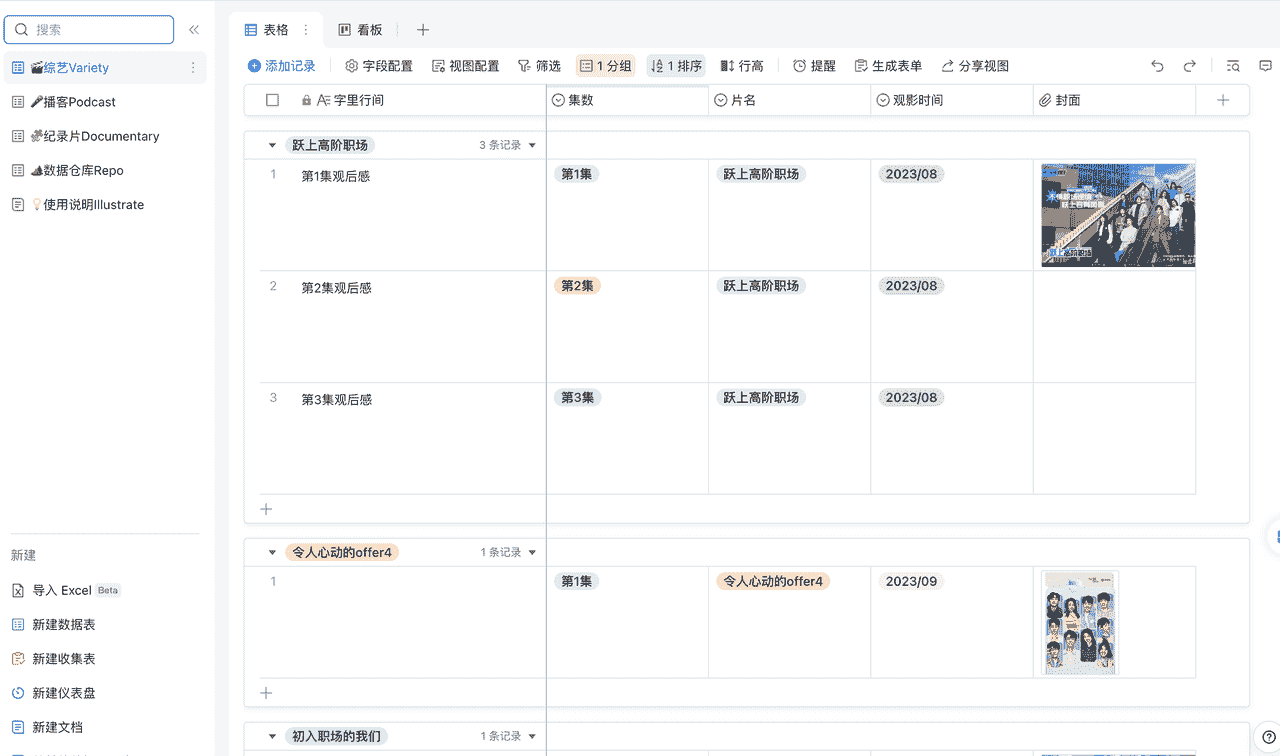 搜索
🎬综艺Variety
🎤播客Podcast
纪录片Documentary
数据仓库Repo
💡使用说明Illustrate
新建
导入 Excel Beta
新建数据表
新建收集表
新建仪表盘
新建文档
表格
看板
添加记录 字段配置 视图配置 筛选 1 分组 1 排序 行高 提醒 生成表单 分享视图
字里行间 集数 片名 观影时间 封面
跃上高阶职场 3 条记录
1 第1集观后感 第1集 跃上高阶职场 2023/08
跃上高阶职场
2 第2集观后感 第2集 跃上高阶职场 2023/08
3 第3集观后感 第3集 跃上高阶职场 2023/08
令人心动的offer4 1 条记录
1 第1集 令人心动的offer4 2023/09
初入职场的我们 1 条记录